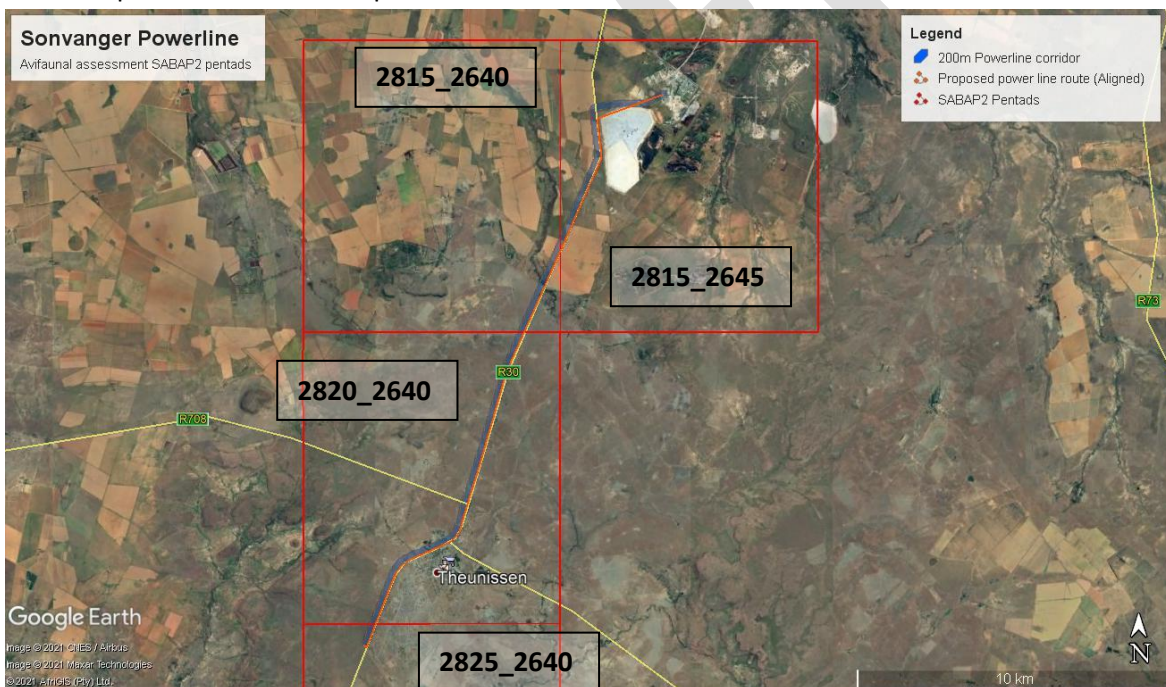 Sonvanger Powerline
Avifaunal assessment SABAP2 pentads
Legend
200m Powerline corridor
Proposed power line route (Aligned)
SABAP2 Pentads
2815_2640
2815_2645
R73
2820_2640
R30
R708
Theunissen
2825_2640
Google Earth
Image © 2021 CNES / Airbus
Image © 2021 Maxar Technologies
© 2021 AfriGIS (Pty) Ltd.
N
10 km